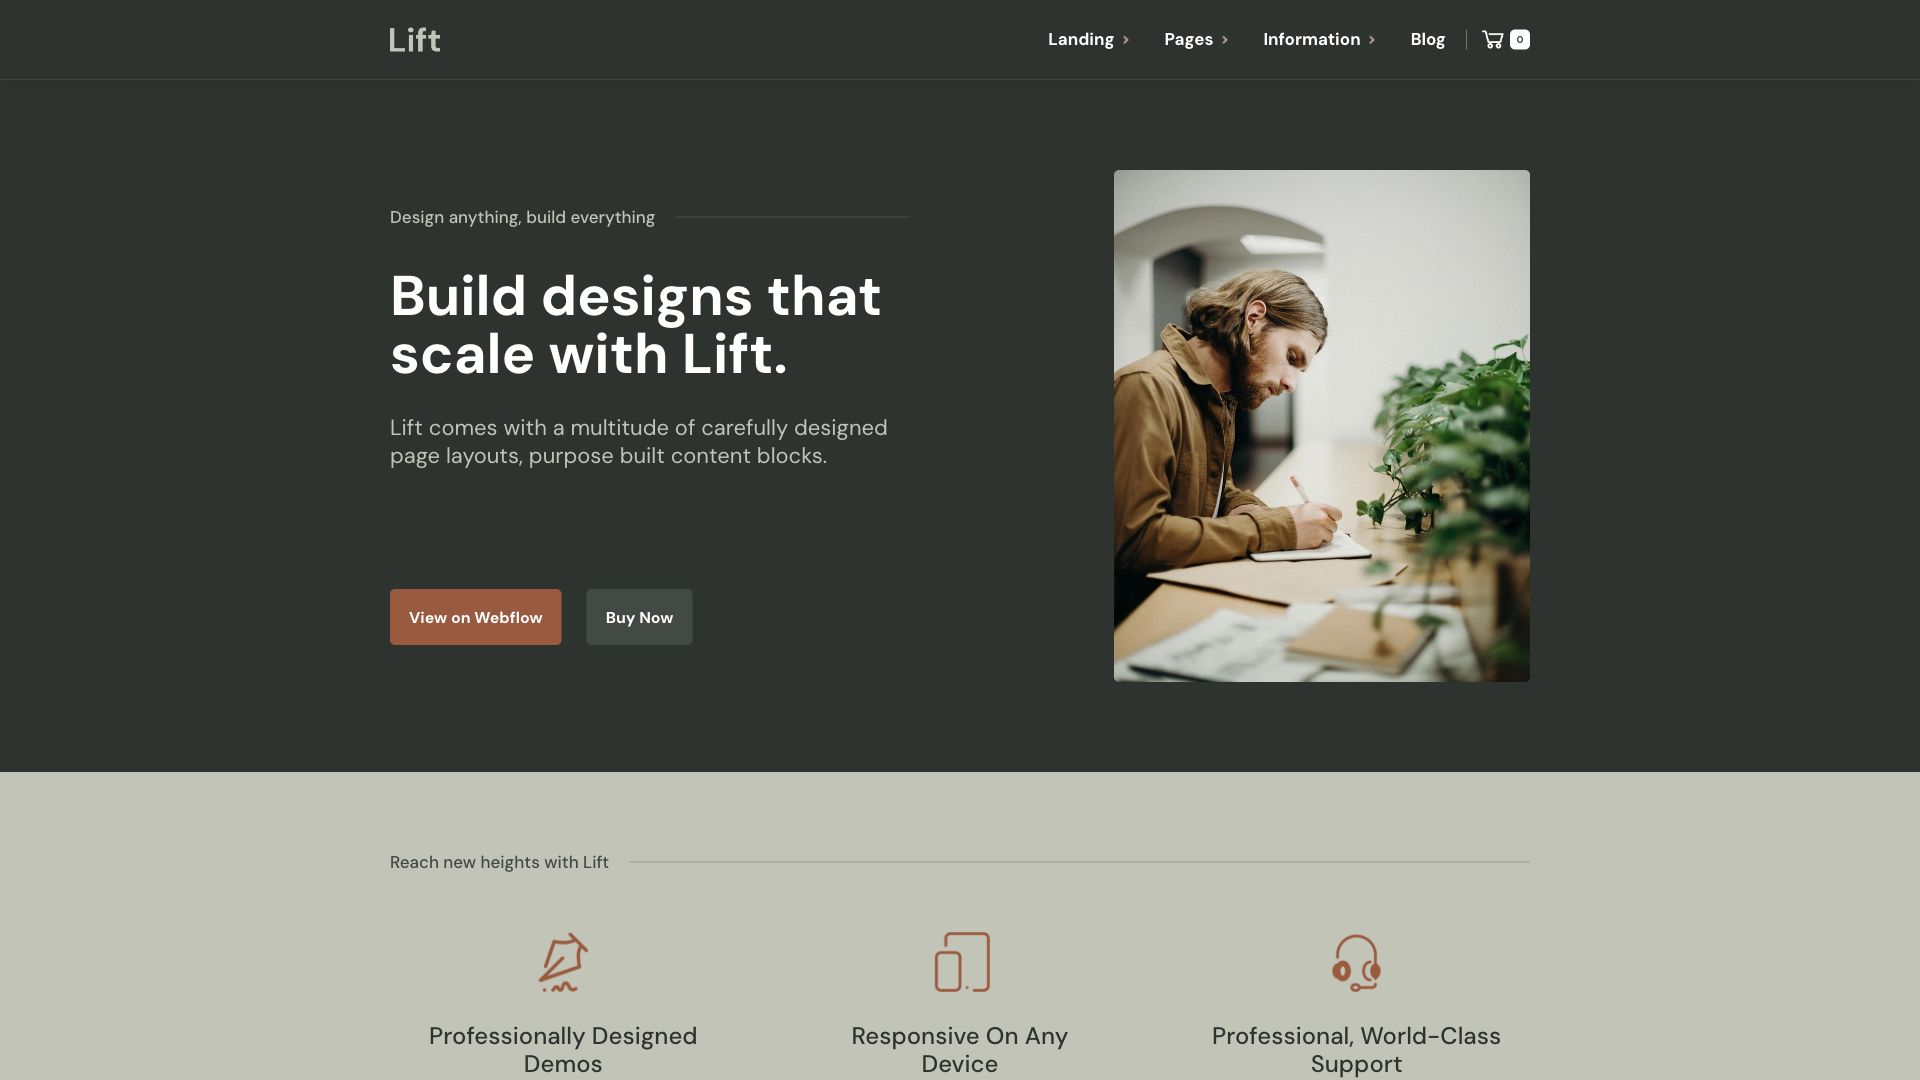 Lift
Landing
Pages
Information
Blog
0
Design anything, build everything
Build designs that
scale with Lift.
Lift comes with a multitude of carefully designed
page layouts, purpose built content blocks.
View on Webflow
Buy Now
Reach new heights with Lift
Professionally Designed
Demos
Responsive On Any
Device
Professional, World-Class
Support